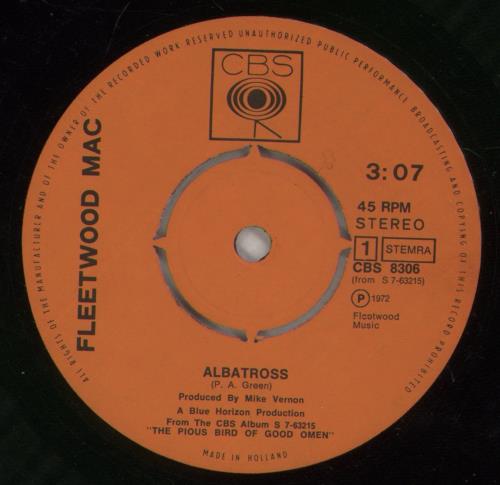 ALL RIGHTS OF THE MANUFACTURER AND OF THE OWNER OF THE RECORDED WORK RESERVED UNAUTHORIZED PUBLIC PERFORMANCE BROADCASTING AND COPYING OF THIS RECORD PROHIBITED
CBS
FLEETWOOD MAC
3:07
45 RPM
STEREO
1 STEMRA
CBS 8306
(from S 7-63215)
P 1972
Fleetwood
Music
ALBATROSS
(P. A. Green)
Produced By Mike Vernon
A Blue Horizon Production
From The CBS Album S 7-63215
"THE PIOUS BIRD OF GOOD OMEN"
MADE IN HOLLAND